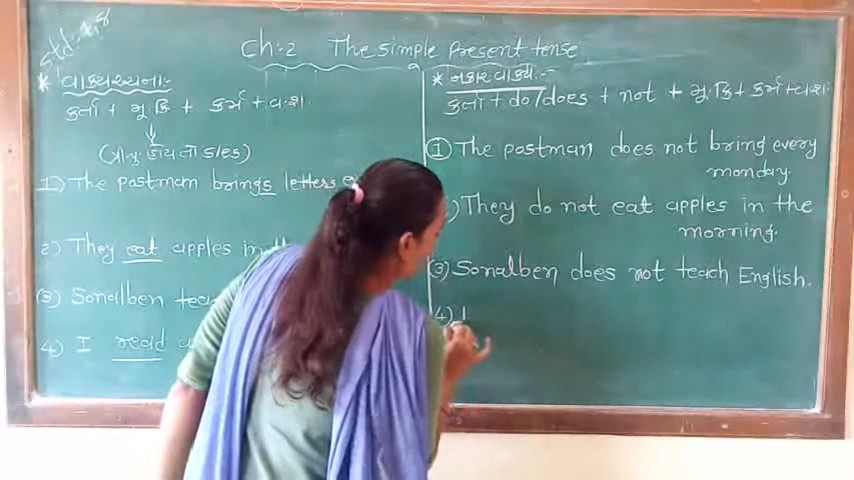 std:- 8
Ch:2 The simple present tense
* વાક્યરચના:-
કર્તા + મૂ.ક્રિ + કર્મ + વ.શ.
(ત્રીજુ હોય તો s/es)
1) The postman brings letters
2) They eat apples in th
3) Sonalben tea
4) I read
* નકાર વાક્ય:-
કર્તા + do/does + not + મૂ.ક્રિ + કર્મ + વ.શ.
1 The postman does not bring every
monday.
) They do not eat apples in the
morning.
3) Sonalben does not teach English.
4) I